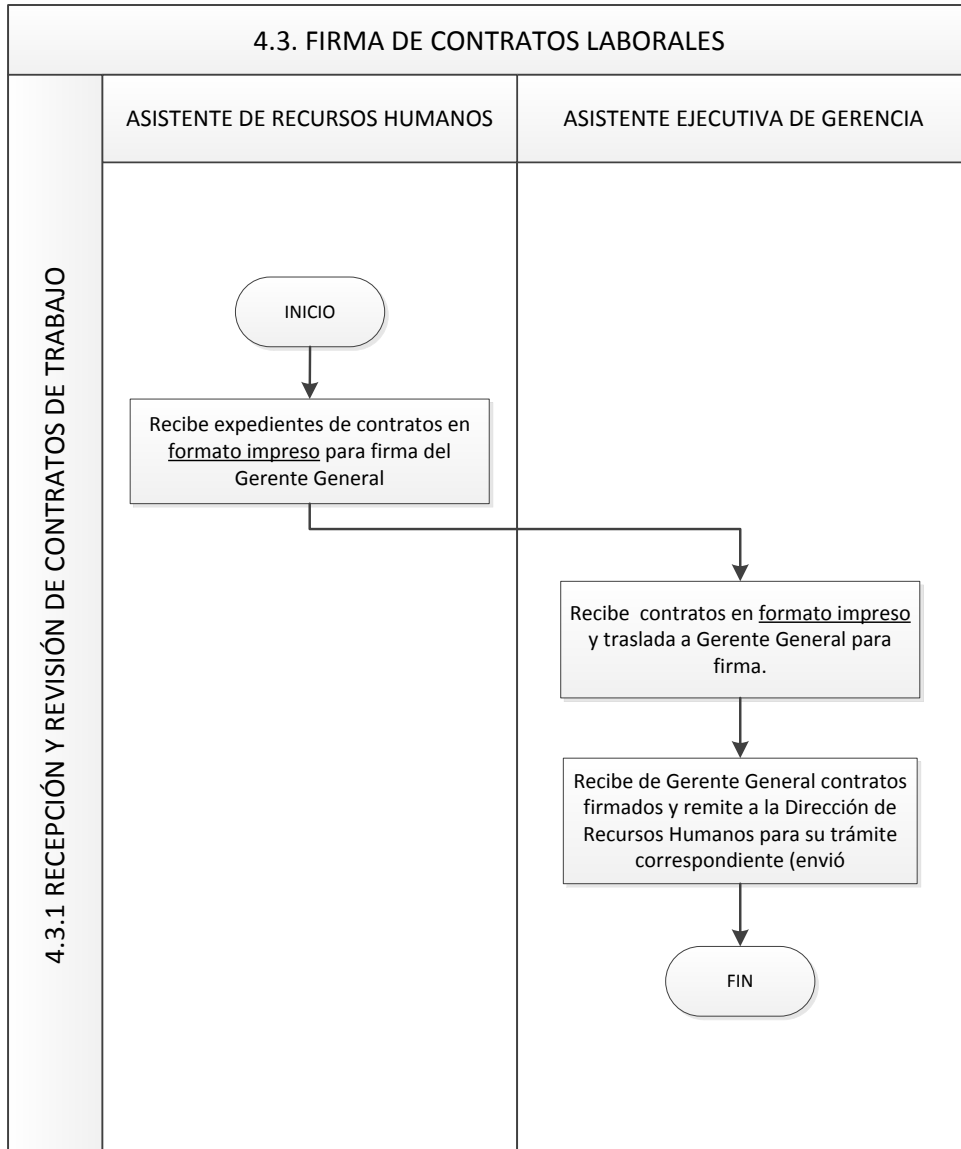 4.3. FIRMA DE CONTRATOS LABORALES
ASISTENTE DE RECURSOS HUMANOS
ASISTENTE EJECUTIVA DE GERENCIA
4.3.1 RECEPCIÓN Y REVISIÓN DE CONTRATOS DE TRABAJO
INICIO
Recibe expedientes de contratos en
formato impreso para firma del
Gerente General
Recibe contratos en formato impreso
y traslada a Gerente General para
firma.
Recibe de Gerente General contratos
firmados y remite a la Dirección de
Recursos Humanos para su trámite
correspondiente (envió
FIN